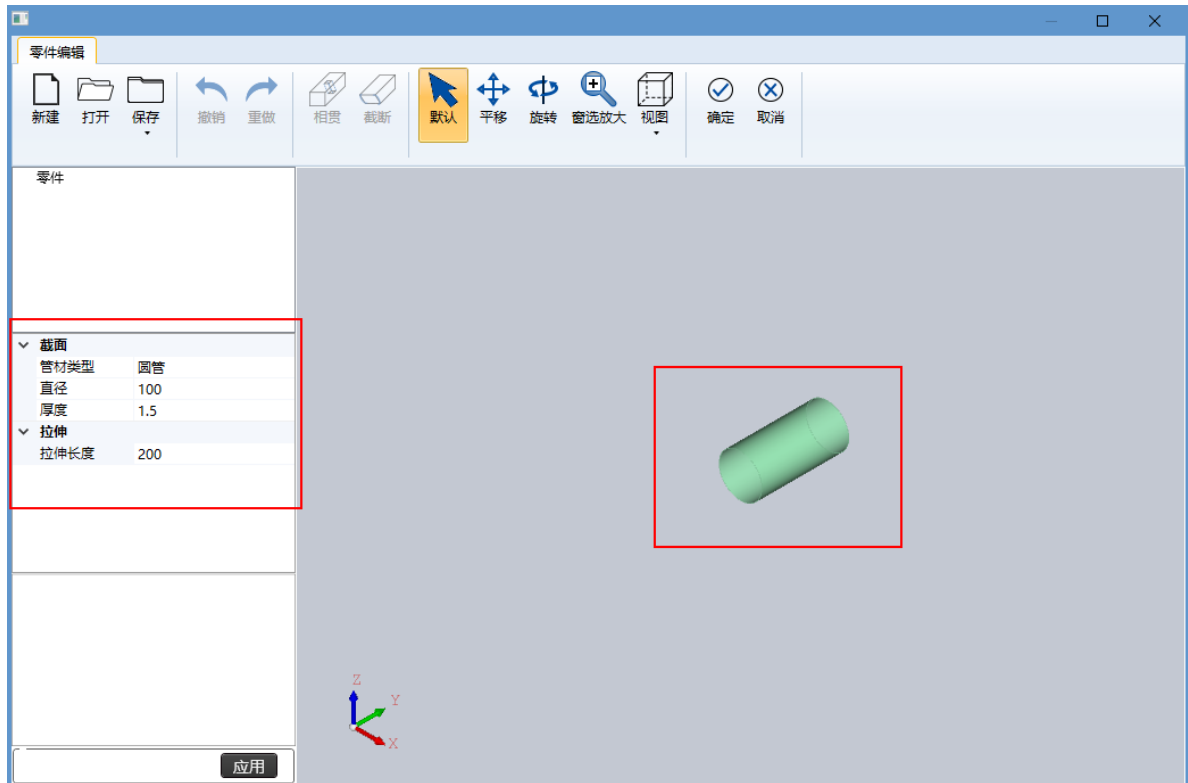 零件编辑
新建 打开 保存 撤销 重做 相贯 截断 默认 平移 旋转 窗选放大 视图 确定 取消
零件
截面
管材类型 圆管
直径 100
厚度 1.5
拉伸
拉伸长度 200
Z
Y
X
应用